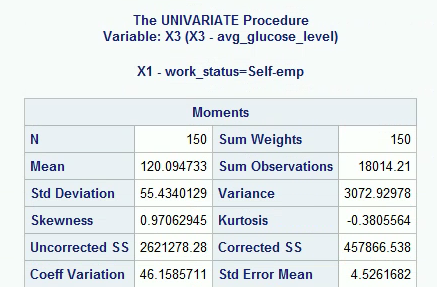 The UNIVARIATE Procedure
Variable: X3 (X3 - avg_glucose_level)
X1 - work_status=Self-emp
Moments
N 150 Sum Weights 150
Mean 120.094733 Sum Observations 18014.21
Std Deviation 55.4340129 Variance 3072.92978
Skewness 0.97062945 Kurtosis -0.3805564
Uncorrected SS 2621278.28 Corrected SS 457866.538
Coeff Variation 46.1585711 Std Error Mean 4.5261682